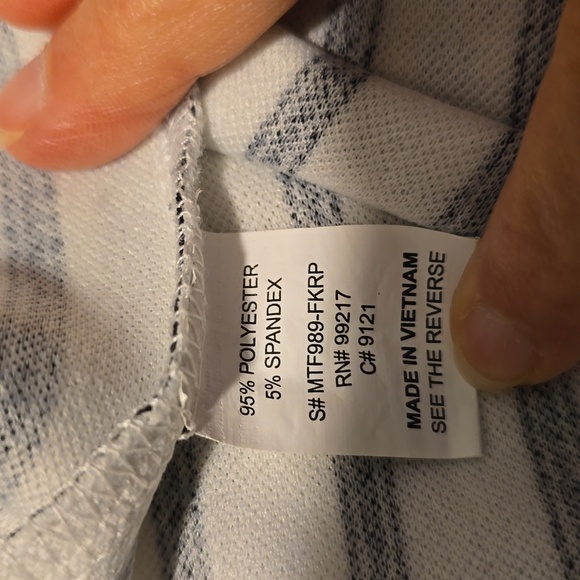 95% POLYESTER
5% SPANDEX
S# MTF989-FKRP
RN# 99217
C# 9121
MADE IN VIETNAM
SEE THE REVERSE